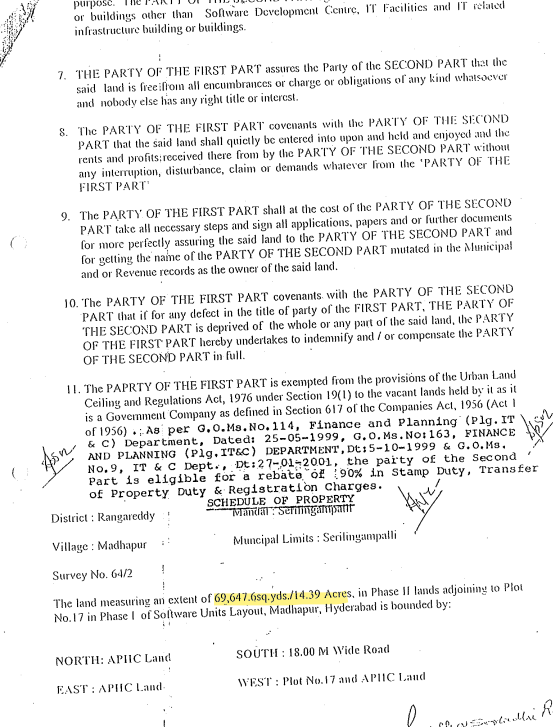 purpose. The PARTY OF THE SECOND PART
or buildings other than Software Development Centre, IT Facilities and IT related
infrastructure building or buildings.
7. THE PARTY OF THE FIRST PART assures the Party of the SECOND PART that the
said land is free from all encumbrances or charge or obligations of any kind whatsoever
and nobody else has any right title or interest.
8. The PARTY OF THE FIRST PART covenants with the PARTY OF THE SECOND
PART that the said land shall quietly be entered into upon and held and enjoyed and the
rents and profits received there from by the PARTY OF THE SECOND PART without
any interruption, disturbance, claim or demands whatever from the 'PARTY OF THE
FIRST PART'
9. The PARTY OF THE FIRST PART shall at the cost of the PARTY OF THE SECOND
PART take all necessary steps and sign all applications, papers and or further documents
for more perfectly assuring the said land to the PARTY OF THE SECOND PART and
for getting the name of the PARTY OF THE SECOND PART mutated in the Municipal
and or Revenue records as the owner of the said land.
10. The PARTY OF THE FIRST PART covenants with the PARTY OF THE SECOND
PART that if for any defect in the title of party of the FIRST PART, THE PARTY OF
THE SECOND PART is deprived of the whole or any part of the said land, the PARTY
OF THE FIRST PART hereby undertakes to indemnify and / or compensate the PARTY
OF THE SECOND PART in full.
11. The PAPRTY OF THE FIRST PART is exempted from the provisions of the Urban Land
Ceiling and Regulations Act, 1976 under Section 19(1) to the vacant lands held by it as it
is a Government Company as defined in Section 617 of the Companies Act, 1956 (Act 1
of 1956) . As per G.O.Ms.No.114, Finance and Planning (Plg.IT
& C) Department, Dated: 25-05-1999, G.O.Ms.No:163, FINANCE
AND PLANNING (Plg.IT&C) DEPARTMENT,Dt:5-10-1999 & G.O.Ms.
No.9, IT & C Dept., Dt:27-01-2001, the party of the Second
Part is eligible for a rebate of 90% in Stamp Duty, Transfer
of Property Duty & Registration Charges.
SCHEDULE OF PROPERTY
District : Rangareddy Mandal : Serilingampalli
Village : Madhapur Muncipal Limits : Serilingampalli
Survey No. 64/2
The land measuring an extent of 69,647.6sq.yds./14.39 Acres, in Phase II lands adjoining to Plot
No.17 in Phase I of Software Units Layout, Madhapur, Hyderabad is bounded by:
NORTH: APIIC Land SOUTH : 18.00 M Wide Road
EAST : APIIC Land WEST : Plot No.17 and APIIC Land